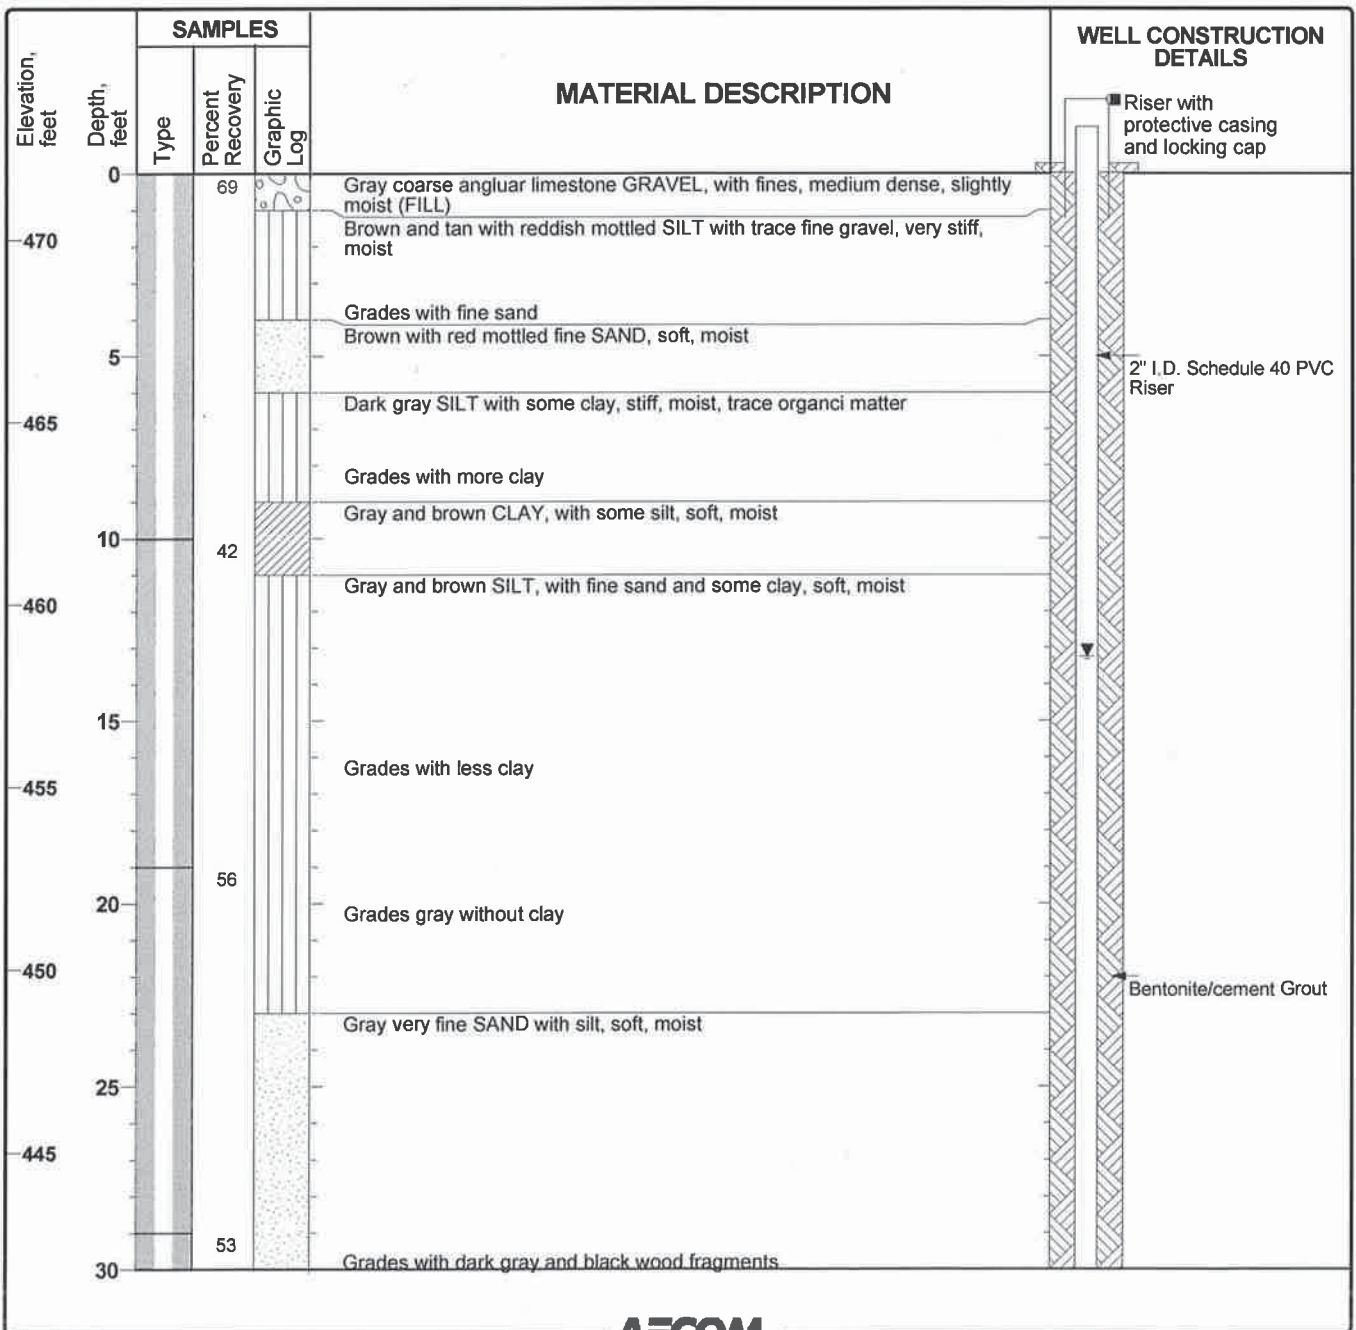 SAMPLES
Elevation,
feet
Depth,
feet
Type
Percent
Recovery
Graphic
Log
MATERIAL DESCRIPTION
WELL CONSTRUCTION
DETAILS
Riser with
protective casing
and locking cap
0
69
Gray coarse angluar limestone GRAVEL, with fines, medium dense, slightly
moist (FILL)
Brown and tan with reddish mottled SILT with trace fine gravel, very stiff,
moist
470
Grades with fine sand
Brown with red mottled fine SAND, soft, moist
5
2" I.D. Schedule 40 PVC
Riser
Dark gray SILT with some clay, stiff, moist, trace organci matter
465
Grades with more clay
Gray and brown CLAY, with some silt, soft, moist
10
42
Gray and brown SILT, with fine sand and some clay, soft, moist
460
15
Grades with less clay
455
56
20
Grades gray without clay
450
Bentonite/cement Grout
Gray very fine SAND with silt, soft, moist
25
445
53
Grades with dark gray and black wood fragments
30
AECOM